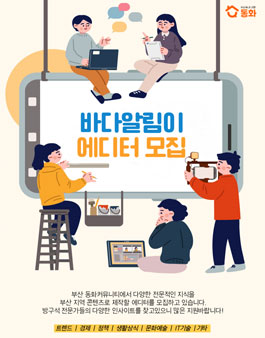 동화
바다알림이
에디터 모집
부산 동화커뮤니티에서 다양한 전문적인 지식을
부산 지역 콘텐츠로 제작할 에디터를 모집하고 있습니다.
방구석 전문가들의 다양한 인사이트를 찾고있으니 많은 지원바랍니다!
트렌드 | 경제 | 정책 | 생활상식 | 문화예술 | IT기술 | 기타